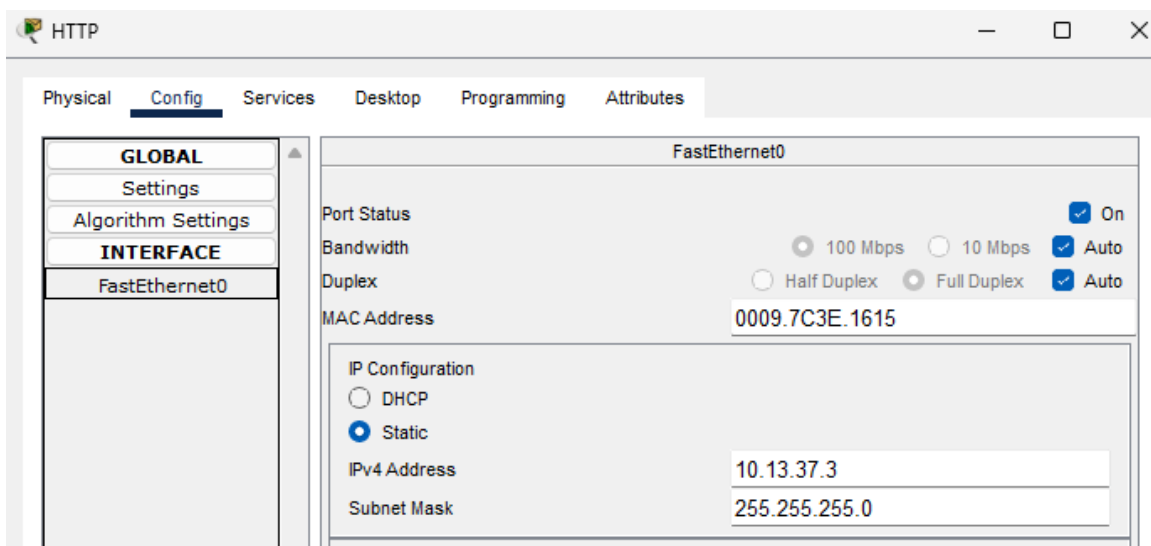 HTTP
Physical Config Services Desktop Programming Attributes
GLOBAL
Settings
Algorithm Settings
INTERFACE
FastEthernet0
FastEthernet0
Port Status On
Bandwidth 100 Mbps 10 Mbps Auto
Duplex Half Duplex Full Duplex Auto
MAC Address 0009.7C3E.1615
IP Configuration
DHCP
Static
IPv4 Address 10.13.37.3
Subnet Mask 255.255.255.0